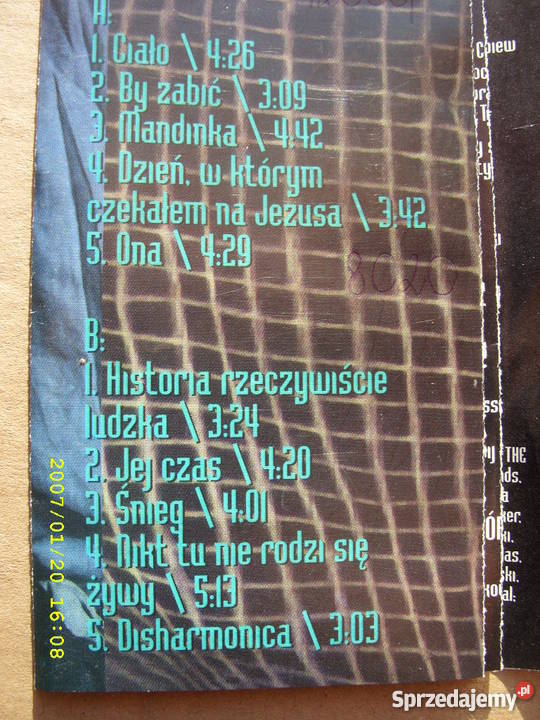 A:
1. Ciało \ 4:26
2. By zabić \ 3:09
3. Mandinka \ 4:42
4. Dzień, w którym
czekałem na Jezusa \ 3:42
5. Ona \ 4:29
8020
B:
1. Historia rzeczywiście
ludzka \ 3:24
2. Jej czas \ 4:20
3. Śnieg \ 4:01
4. Nikt tu nie rodzi się
żywy \ 5:13
5. Disharmonica \ 3:03
THE
2007/01/20 16:08
Sprzedajemy.pl